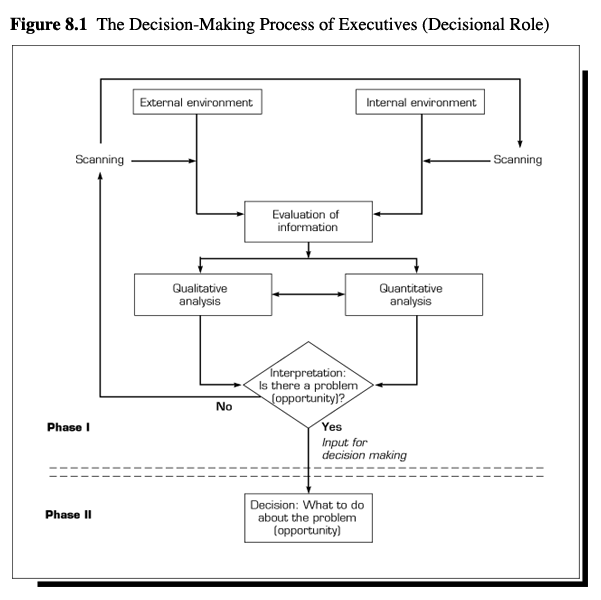 Figure 8.1 The Decision-Making Process of Executives (Decisional Role)
External environment
Internal environment
Scanning
Scanning
Evaluation of
information
Qualitative
analysis
Quantitative
analysis
Interpretation:
Is there a problem
(opportunity)?
No
Yes
Phase I
Input for
decision making
Phase II
Decision: What to do
about the problem
(opportunity)